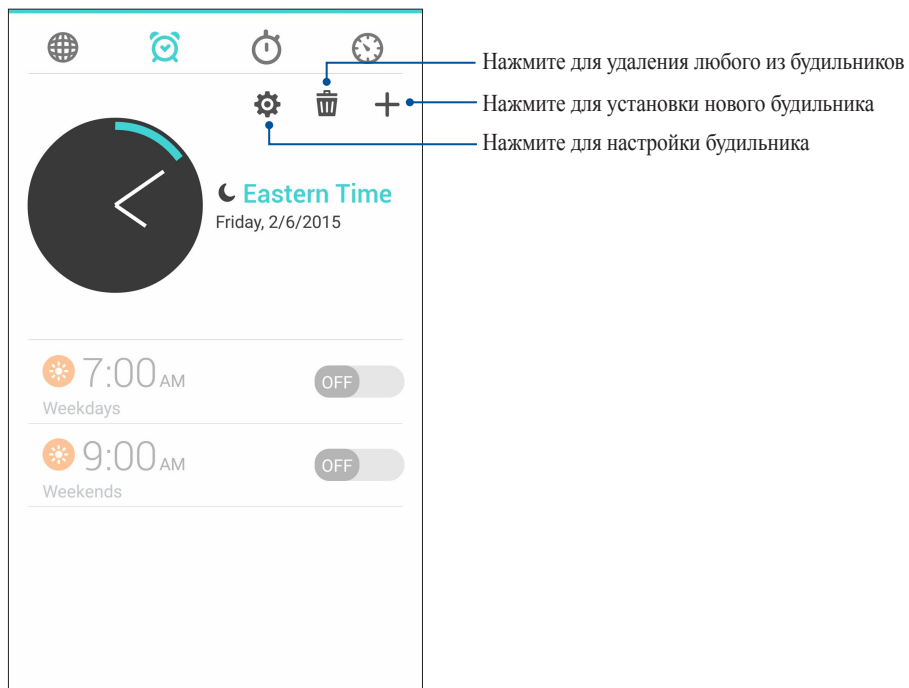 Нажмите для удаления любого из будильников
Нажмите для установки нового будильника
Нажмите для настройки будильника
Eastern Time
Friday, 2/6/2015
7:00 AM
OFF
Weekdays
9:00 AM
OFF
Weekends